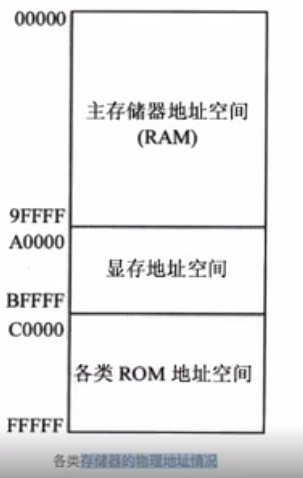 00000
主存储器地址空间
(RAM)
9FFFF
A0000
显存地址空间
BFFFF
C0000
各类 ROM 地址空间
FFFFF
各类存储器的物理地址情况